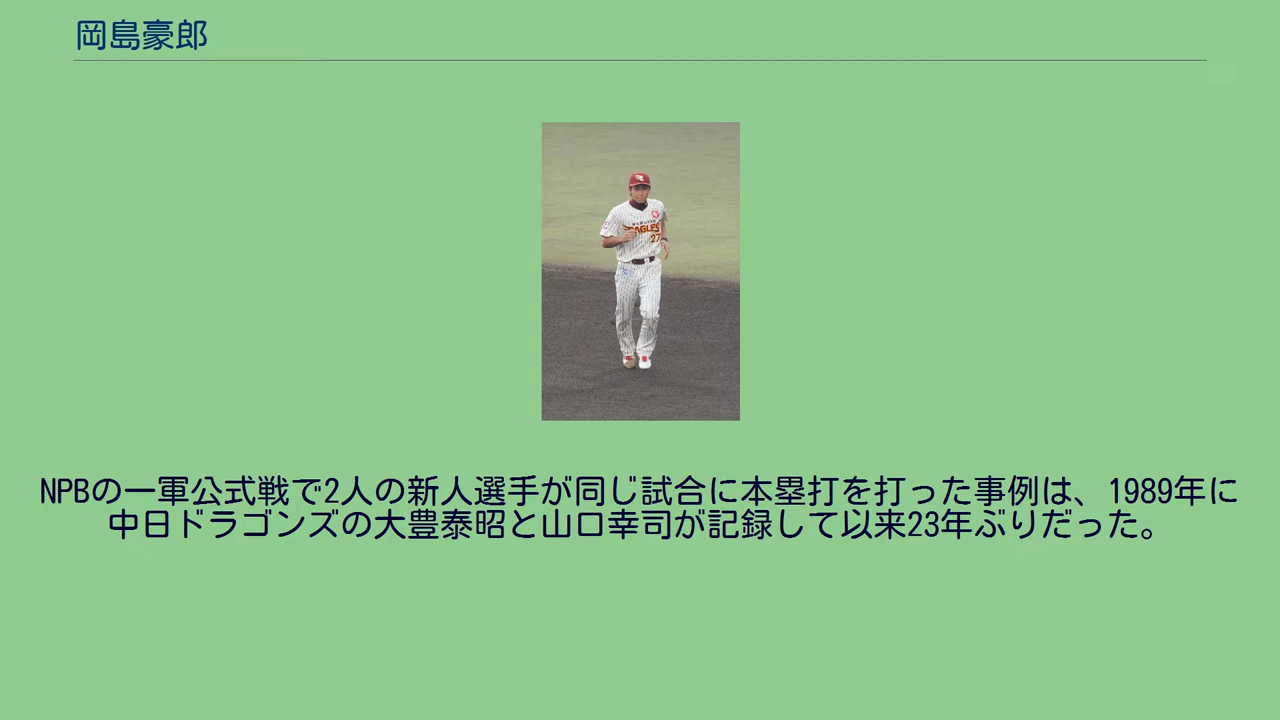 岡島豪郎
EAGLES
27
NPBの一軍公式戦で2人の新人選手が同じ試合に本塁打を打った事例は、1989年に
中日ドラゴンズの大豊泰昭と山口幸司が記録して以来23年ぶりだった。